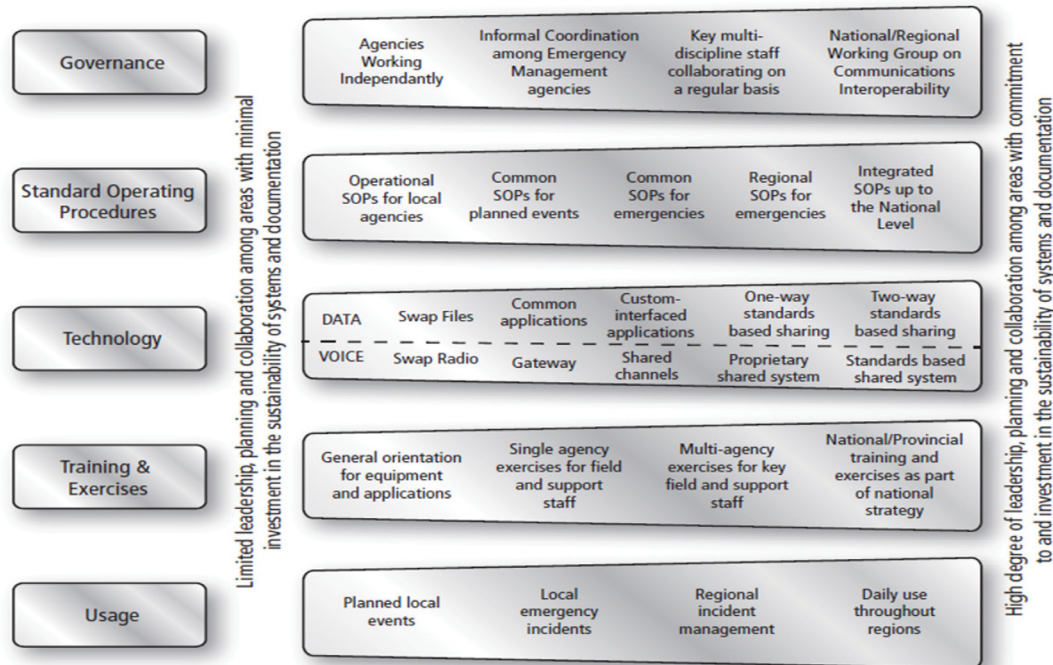 Governance
Agencies
Working
Independantly
Informal Coordination
among Emergency
Management
agencies
Key multi-
discipline staff
collaborating on
a regular basis
National/Regional
Working Group on
Communications
Interoperability
Standard Operating
Procedures
Operational
SOPs for local
agencies
Common
SOPs for
planned events
Common
SOPs for
emergencies
Regional
SOPs for
emergencies
Integrated
SOPs up to
the National
Level
Technology
DATA
Swap Files
Common
applications
Custom-
interfaced
applications
One-way
standards
based sharing
Two-way
standards
based sharing
VOICE
Swap Radio
Gateway
Shared
channels
Proprietary
shared system
Standards based
shared system
Training &
Exercises
General orientation
for equipment
and applications
Single agency
exercises for field
and support
staff
Multi-agency
exercises for key
field and support
staff
National/Provincial
training and
exercises as part
of national
strategy
Usage
Planned local
events
Local
emergency
incidents
Regional
incident
management
Daily use
throughout
regions
Limited leadership, planning and collaboration among areas with minimal
investment in the sustainability of systems and documentation
High degree of leadership, planning and collaboration among areas with commitment
to and investment in the sustainability of systems and documentation